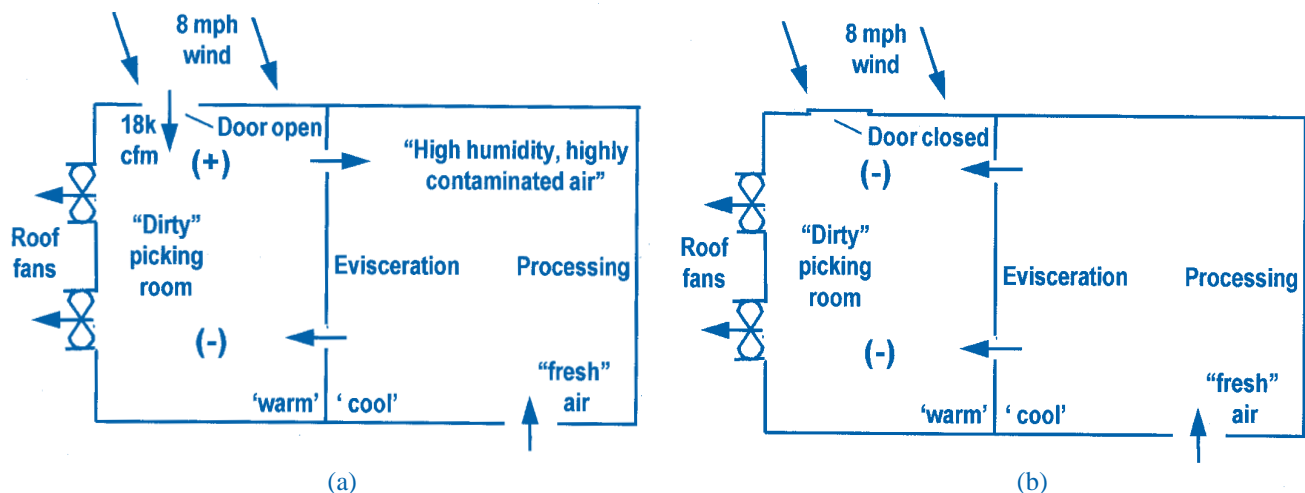 8 mph
wind
18k
cfm
Door open
(+)
“High humidity, highly
contaminated air”
“Dirty”
picking
room
Roof
fans
Evisceration
Processing
(-)
“fresh”
air
‘warm’
‘ cool’
(a)
8 mph
wind
Door closed
(-)
“Dirty”
picking
room
Roof
fans
Evisceration
Processing
(-)
“fresh”
air
‘warm’
‘ cool’
(b)